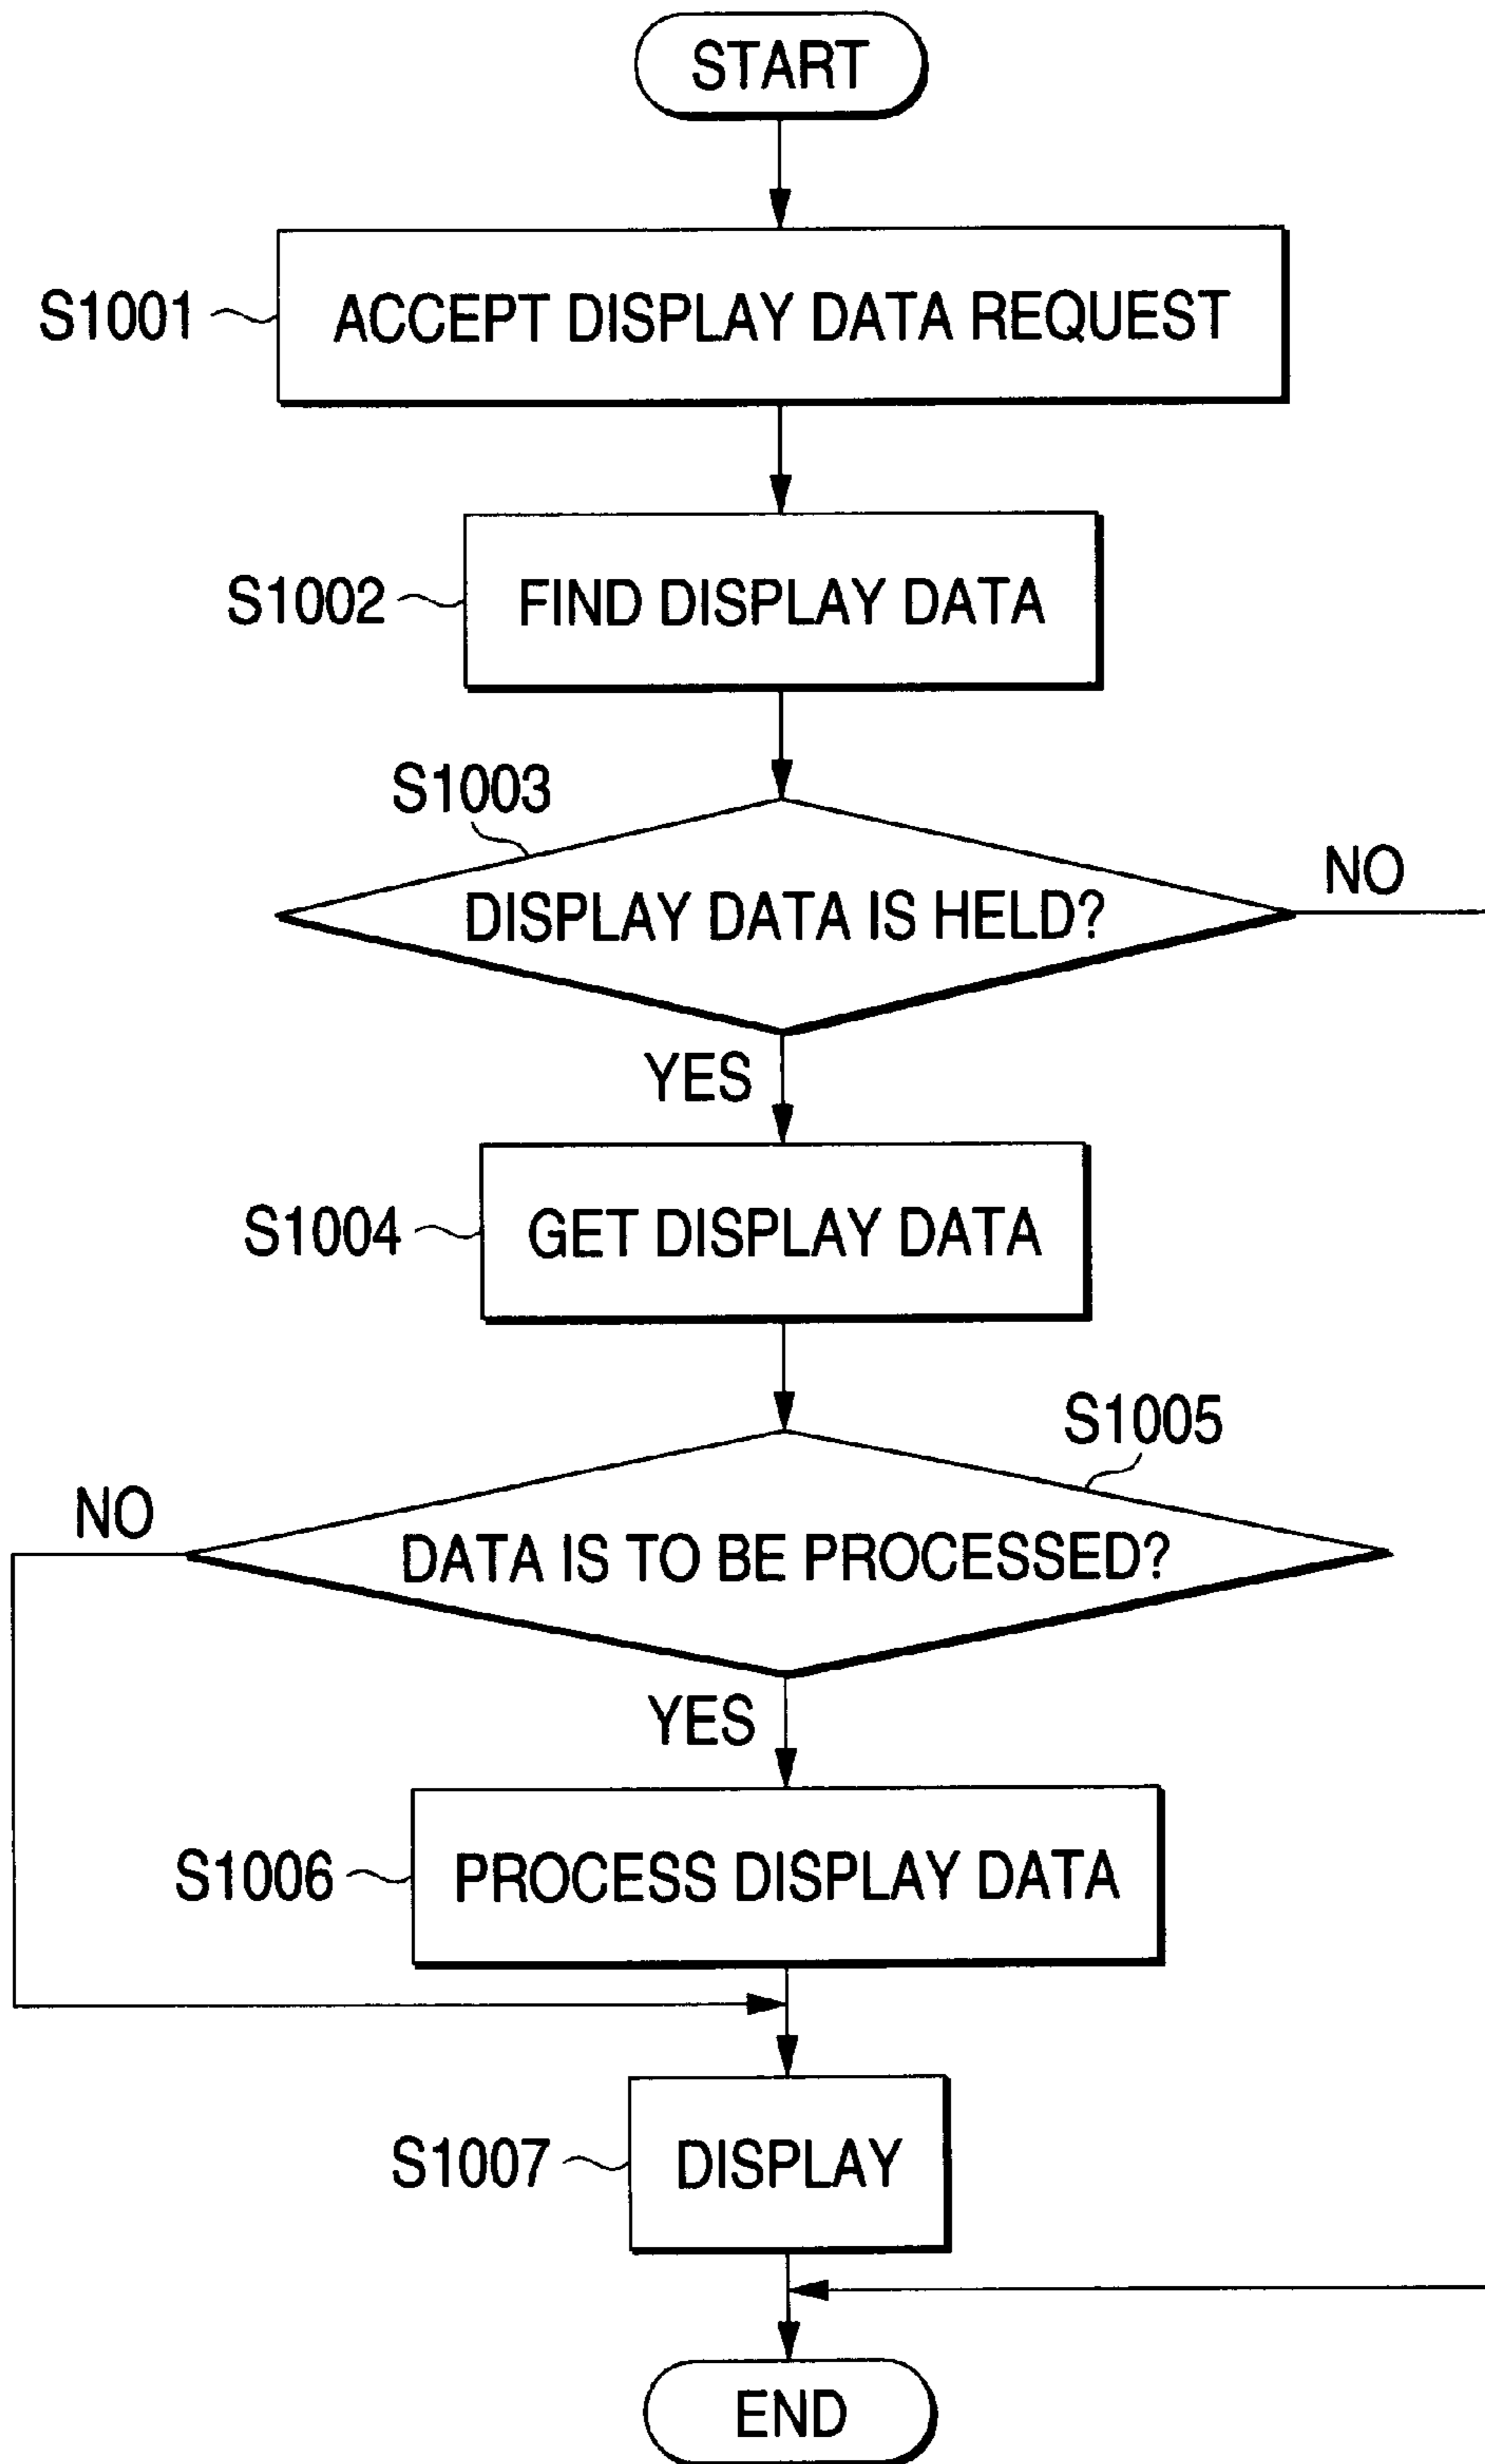 START
S1001
ACCEPT DISPLAY DATA REQUEST
S1002
FIND DISPLAY DATA
S1003
DISPLAY DATA IS HELD?
NO
YES
S1004
GET DISPLAY DATA
S1005
NO
DATA IS TO BE PROCESSED?
YES
S1006
PROCESS DISPLAY DATA
S1007
DISPLAY
END